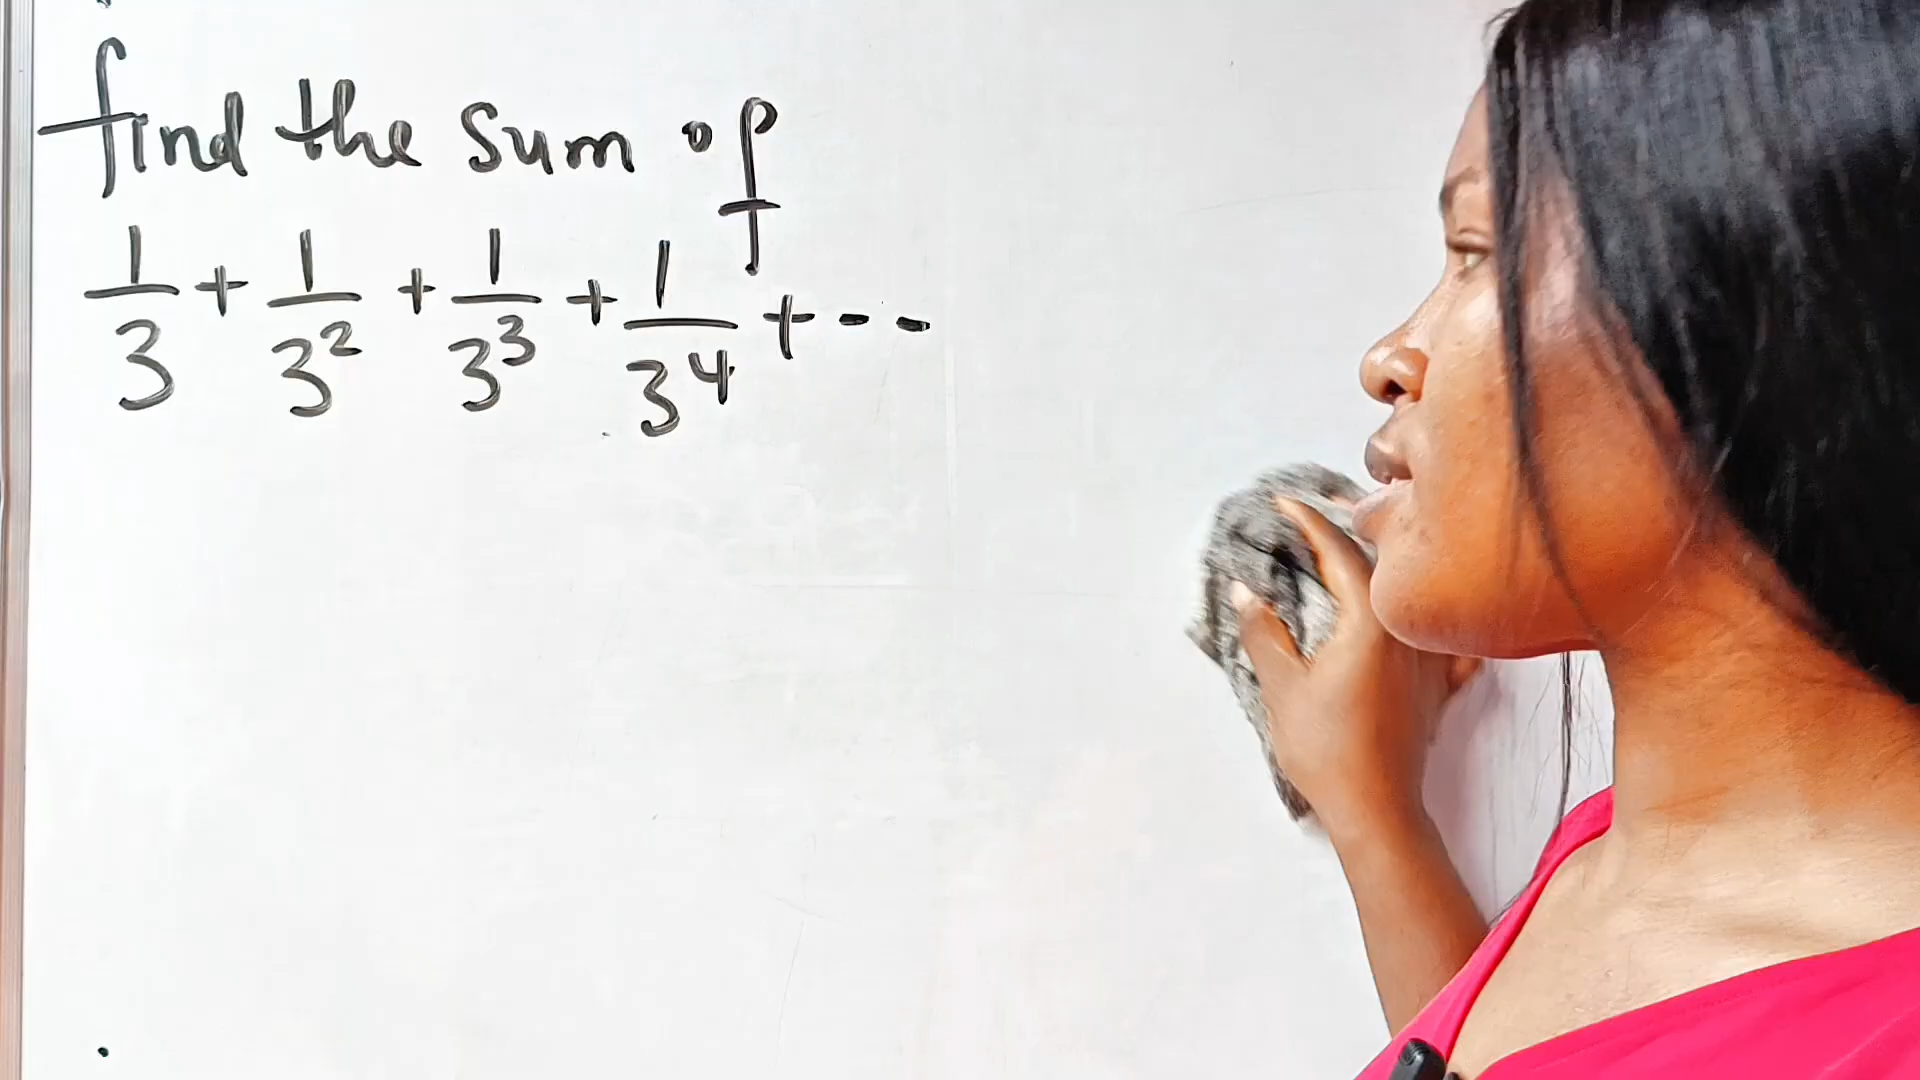 find the sum of
1/3 + 1/3² + 1/3³ + 1/3⁴ + - -